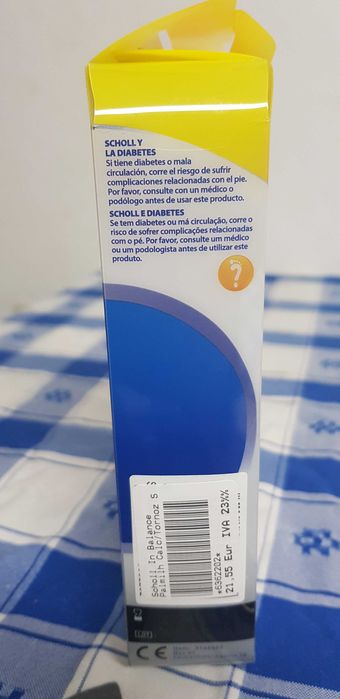 SCHOLL Y
LA DIABETES
Si tiene diabetes o mala
circulación, corre el riesgo de sufrir
complicaciones relacionadas con el pie.
Por favor, consulte con un médico o
podólogo antes de usar este producto.
SCHOLL E DIABETES
Se tem diabetes ou má circulação, corre o
risco de sofrer complicações relacionadas
com o pé. Por favor, consulte um médico
ou um podologista antes de utilizar este
produto.
?
Scholl In Balance
Palmilh Calc/Tornoz S
*6362202*
21,55 Eur IVA 23%
CE